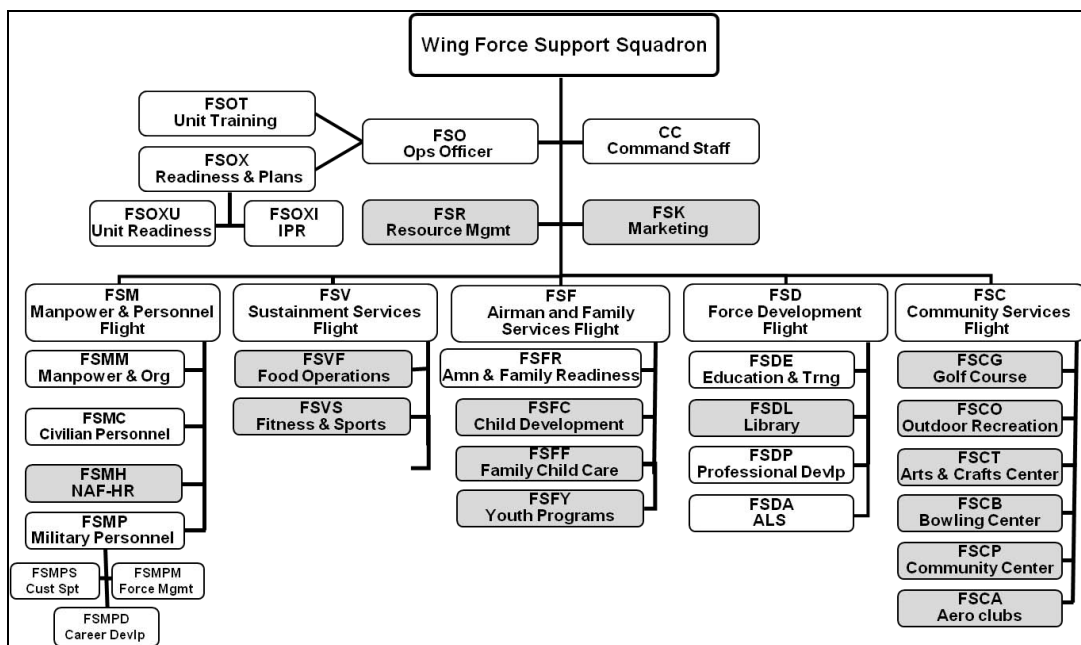 Wing Force Support Squadron
FSOT
Unit Training
FSO
Ops Officer
CC
Command Staff
FSOX
Readiness & Plans
FSOXU
Unit Readiness
FSOXI
IPR
FSR
Resource Mgmt
FSK
Marketing
FSM
Manpower & Personnel
Flight
FSMM
Manpower & Org
FSMC
Civilian Personnel
FSMH
NAF-HR
FSMP
Military Personnel
FSMPS
Cust Spt
FSMPM
Force Mgmt
FSMPD
Career Devlp
FSV
Sustainment Services
Flight
FSVF
Food Operations
FSVS
Fitness & Sports
FSF
Airman and Family
Services Flight
FSFR
Amn & Family Readiness
FSFC
Child Development
FSFF
Family Child Care
FSFY
Youth Programs
FSD
Force Development
Flight
FSDE
Education & Trng
FSDL
Library
FSDP
Professional Devlp
FSDA
ALS
FSC
Community Services
Flight
FSCG
Golf Course
FSCO
Outdoor Recreation
FSCT
Arts & Crafts Center
FSCB
Bowling Center
FSCP
Community Center
FSCA
Aero clubs